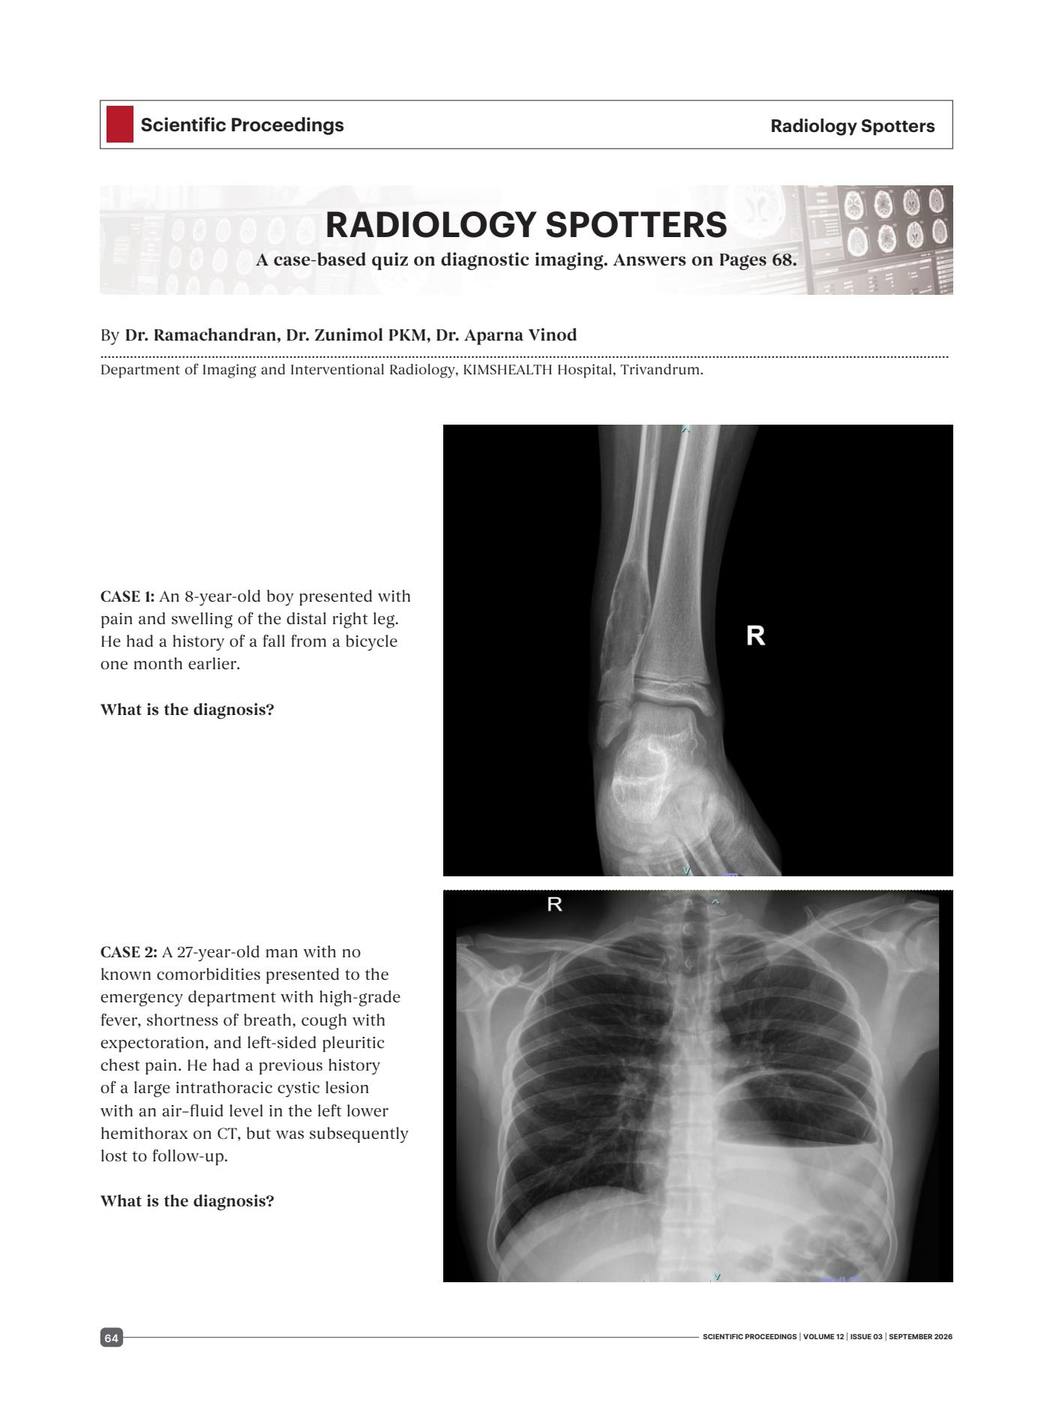 Scientific Proceedings
Radiology Spotters
RADIOLOGY SPOTTERS
A case-based quiz on diagnostic imaging. Answers on Pages 68.
By Dr. Ramachandran, Dr. Zunimol PKM, Dr. Aparna Vinod
Department of Imaging and Interventional Radiology, KIMSHEALTH Hospital, Trivandrum.
CASE 1: An 8-year-old boy presented with
pain and swelling of the distal right leg.
He had a history of a fall from a bicycle
one month earlier.
What is the diagnosis?
R
CASE 2: A 27-year-old man with no
known comorbidities presented to the
emergency department with high-grade
fever, shortness of breath, cough with
expectoration, and left-sided pleuritic
chest pain. He had a previous history
of a large intrathoracic cystic lesion
with an air–fluid level in the left lower
hemithorax on CT, but was subsequently
lost to follow-up.
What is the diagnosis?
R
64
SCIENTIFIC PROCEEDINGS | VOLUME 12 | ISSUE 03 | SEPTEMBER 2026